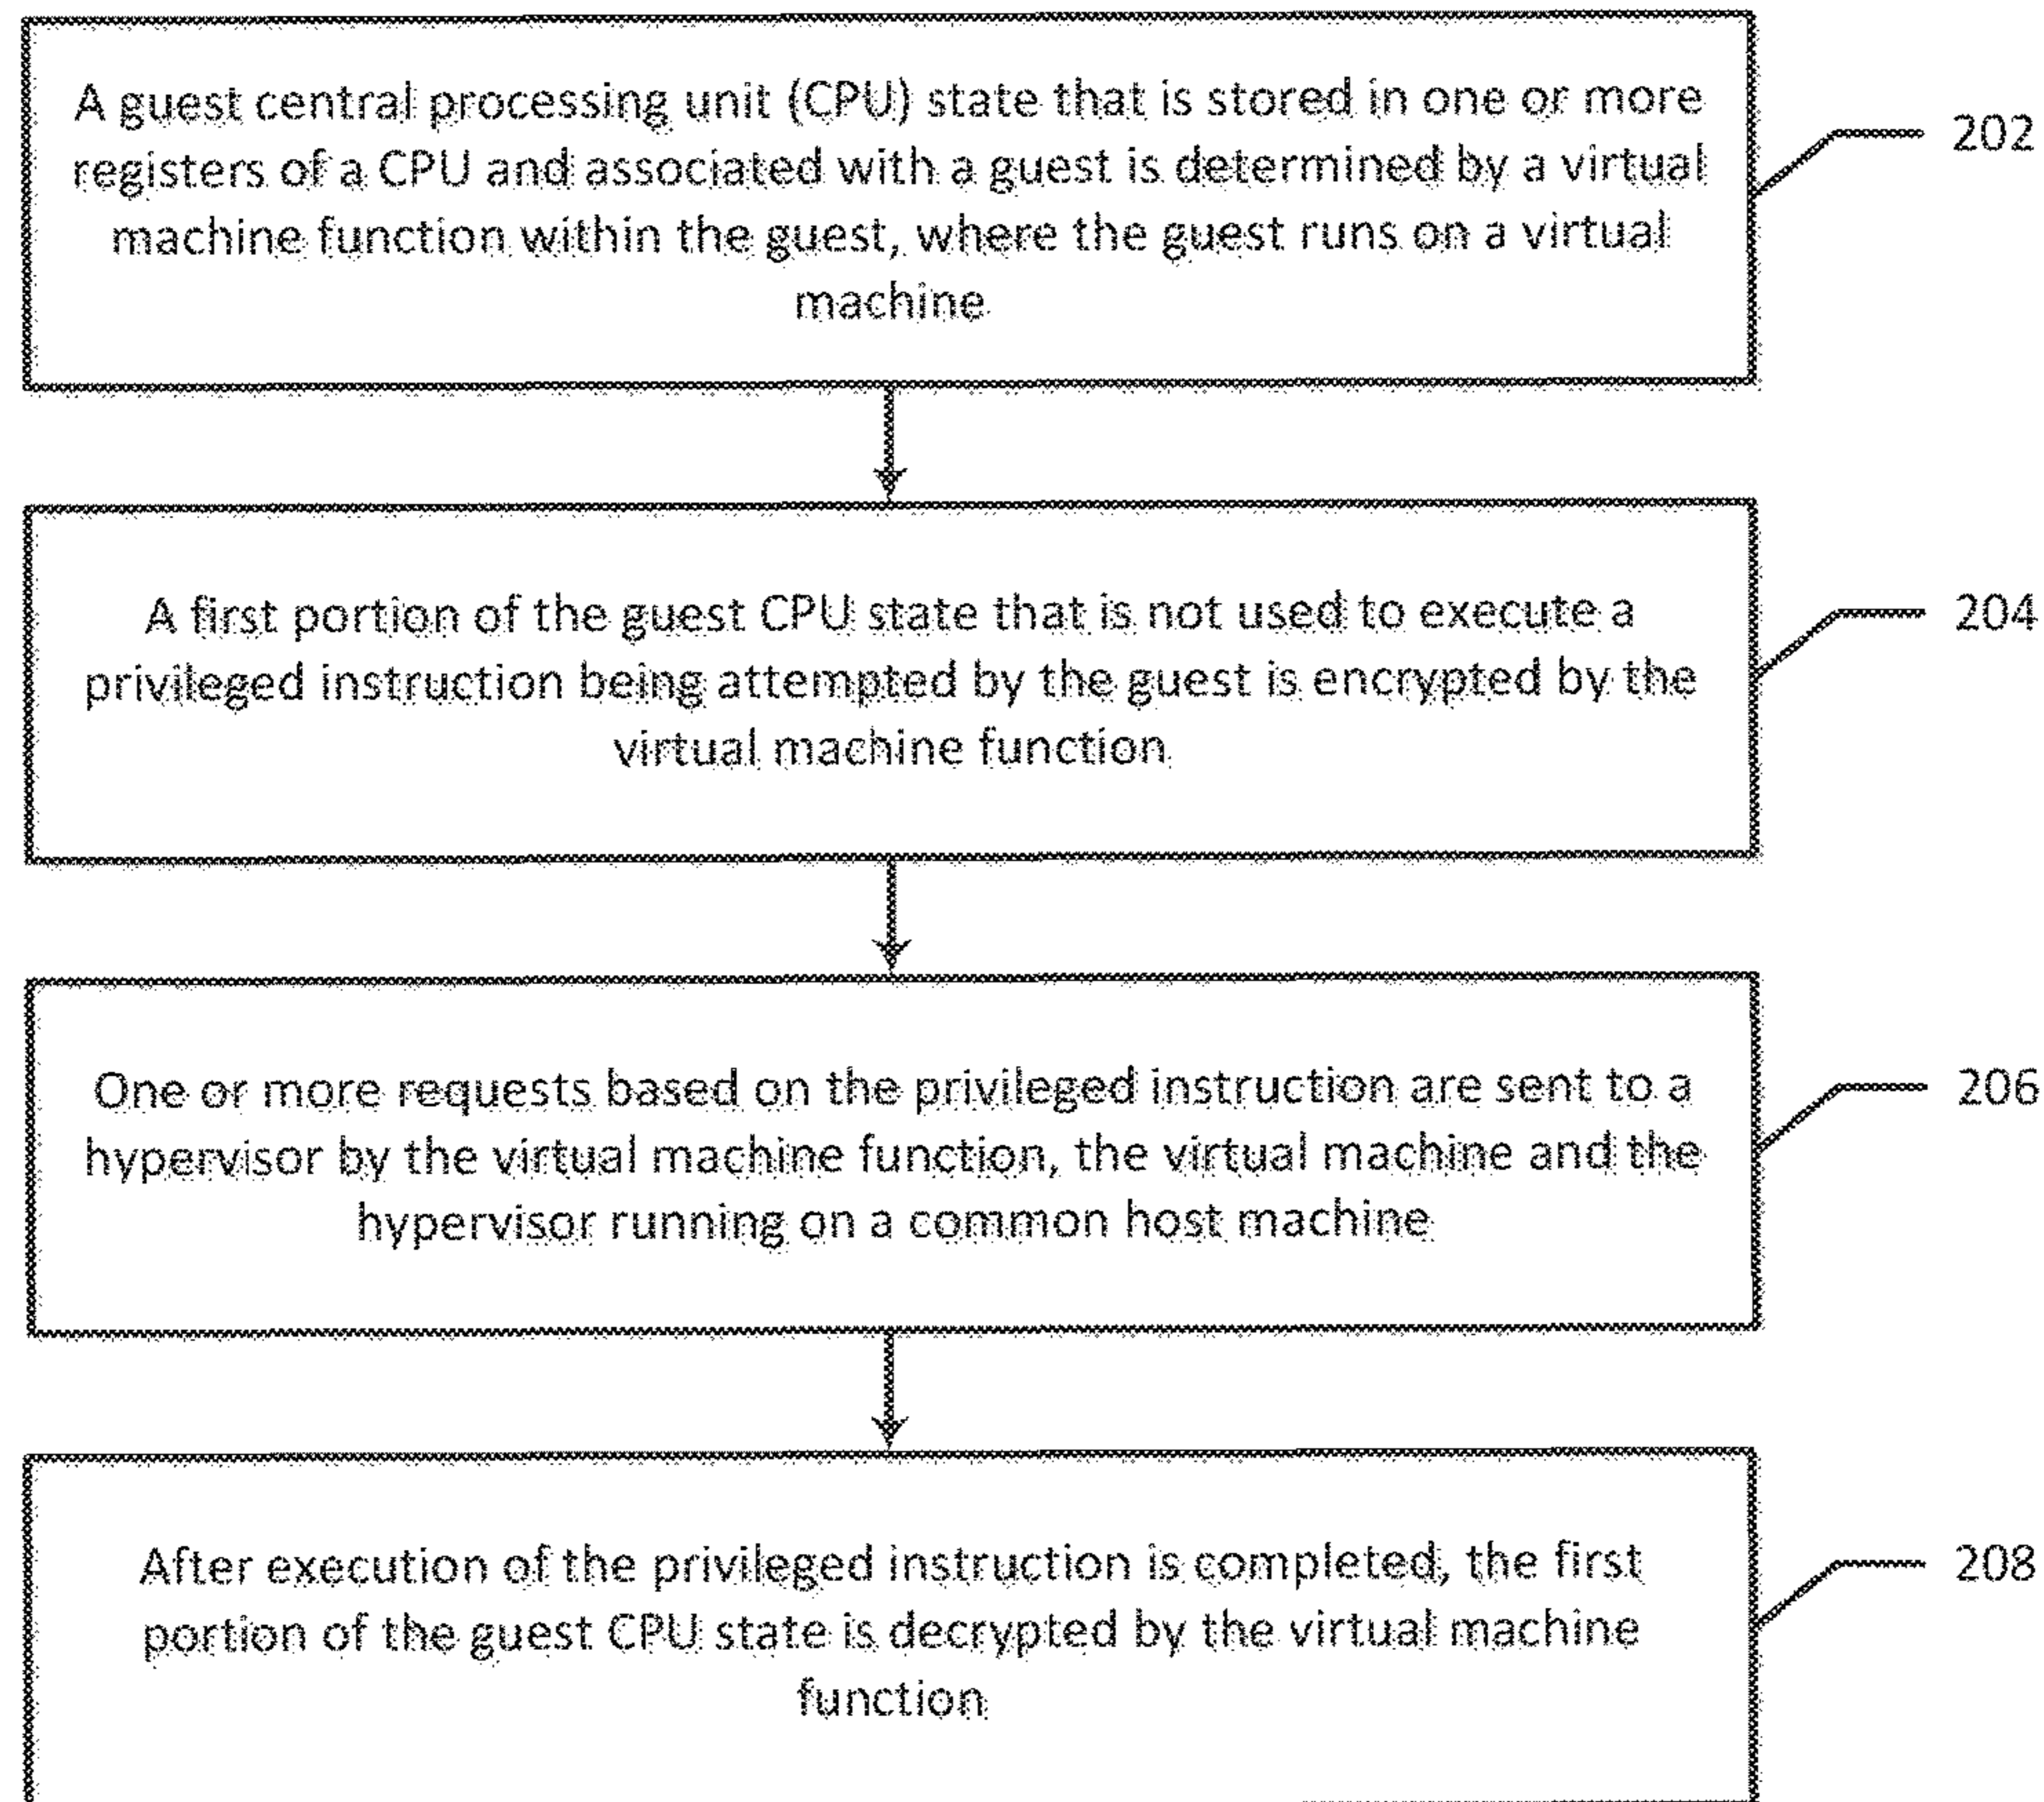 A guest central processing unit (CPU) state that is stored in one or more
registers of a CPU and associated with a guest is determined by a virtual
machine function within the guest, where the guest runs on a virtual
machine
202
A first portion of the guest CPU state that is not used to execute a
privileged instruction being attempted by the guest is encrypted by the
virtual machine function
204
One or more requests based on the privileged instruction are sent to a
hypervisor by the virtual machine function, the virtual machine and the
hypervisor running on a common host machine
206
After execution of the privileged instruction is completed, the first
portion of the guest CPU state is decrypted by the virtual machine
function
208